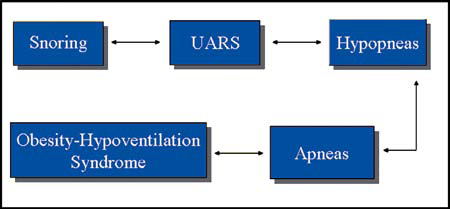 Snoring
UARS
Hypopneas
Obesity-Hypoventilation
Syndrome
Apneas